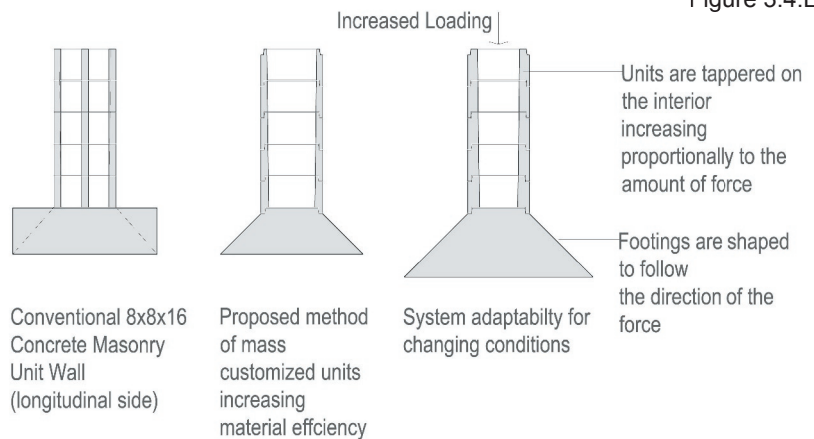 Figure 3.4.B
Increased Loading
Units are tappered on
the interior
increasing
proportionally to the
amount of force
Footings are shaped
to follow
the direction of the
force
Conventional 8x8x16
Concrete Masonry
Unit Wall
(longitudinal side)
Proposed method
of mass
customized units
increasing
material effciency
System adaptabilty for
changing conditions